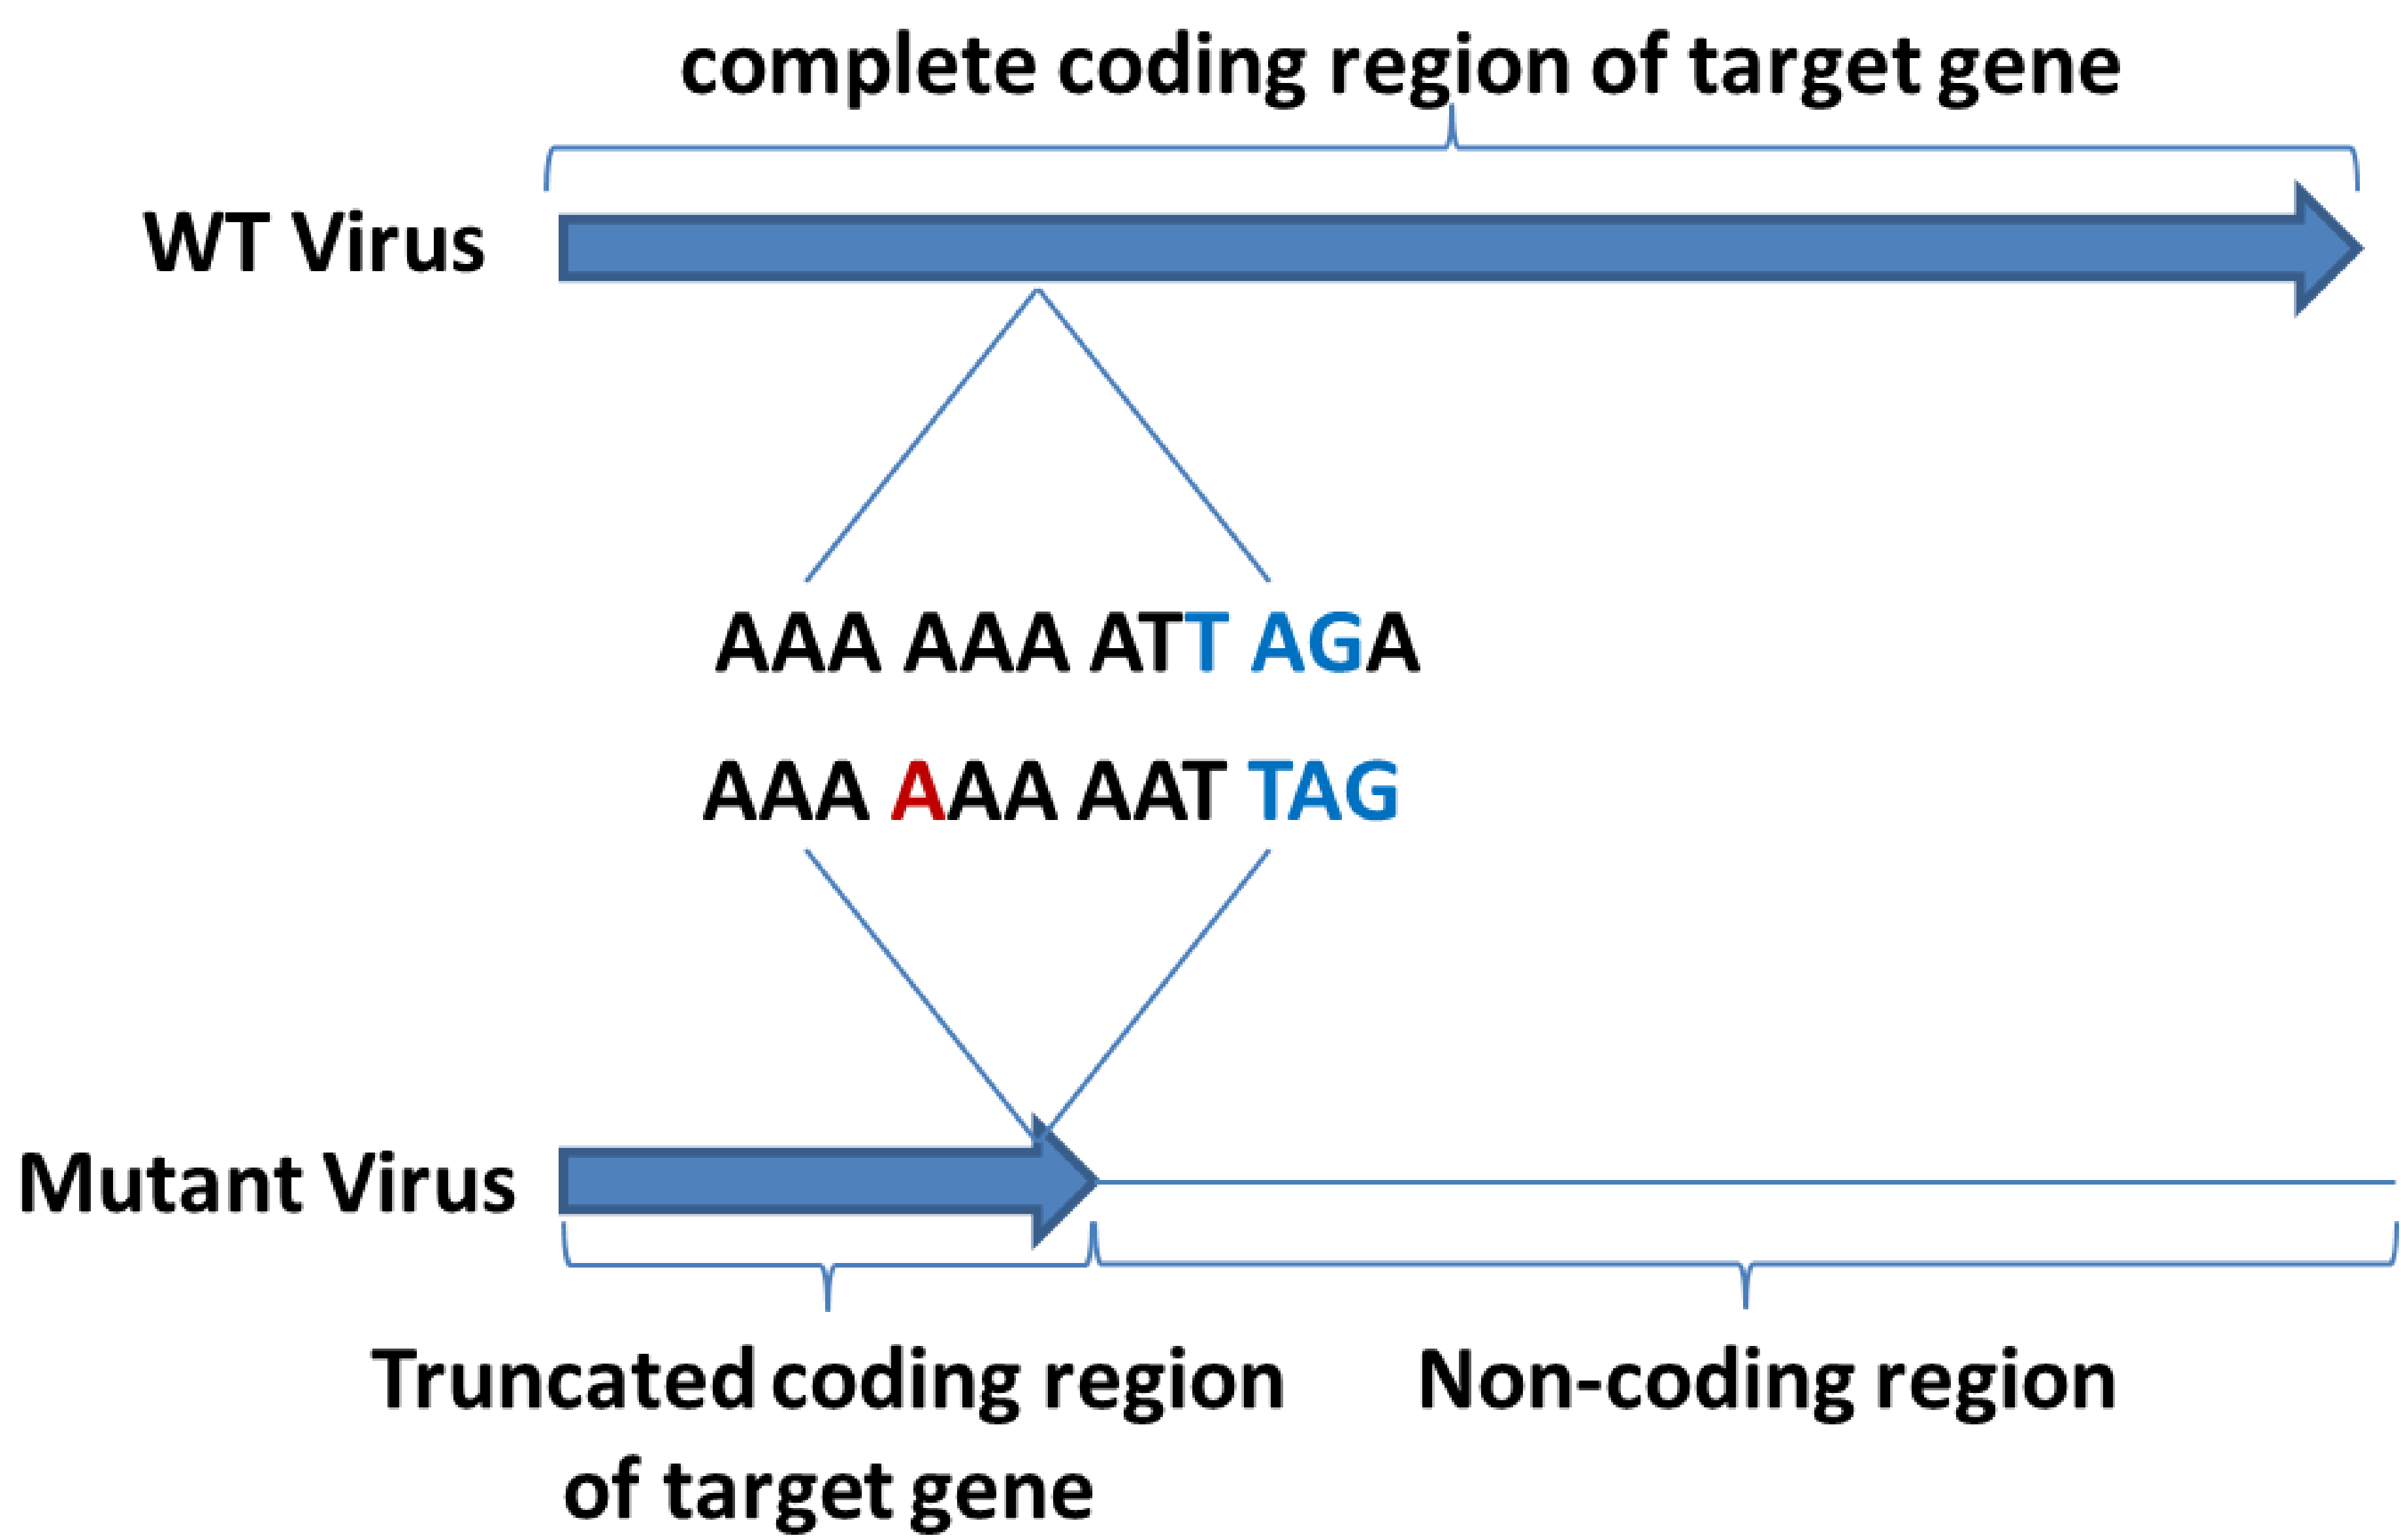 complete coding region of target gene
WT Virus
AAA AAA ATT AGA
AAA AAA AAT TAG
Mutant Virus
Truncated coding region
of target gene
Non-coding region